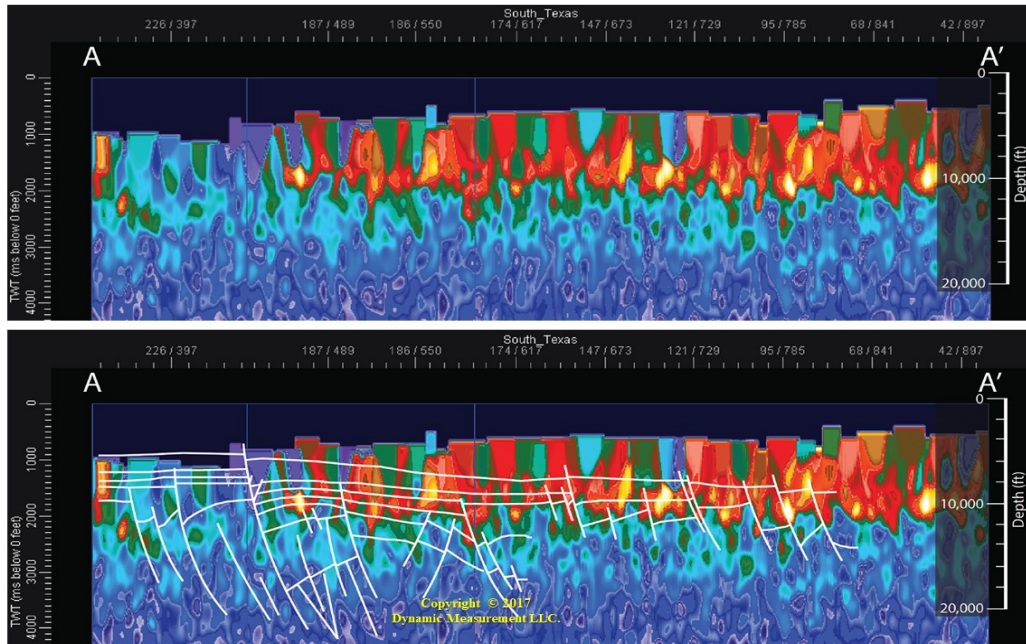 South_Texas
226 / 397 187 / 489 186 / 550 174 / 617 147 / 673 121 / 729 95 / 785 68 / 841 42 / 897
A A’
TWT (ms below 0 feet)
0
1000
2000
3000
4000
Depth (ft)
0
10,000
20,000
South_Texas
226 / 397 187 / 489 186 / 550 174 / 617 147 / 673 121 / 729 95 / 785 68 / 841 42 / 897
A A’
TWT (ms below 0 feet)
0
1000
2000
3000
4000
Depth (ft)
0
10,000
20,000
Copyright © 2017
Dynamic Measurement LLC.